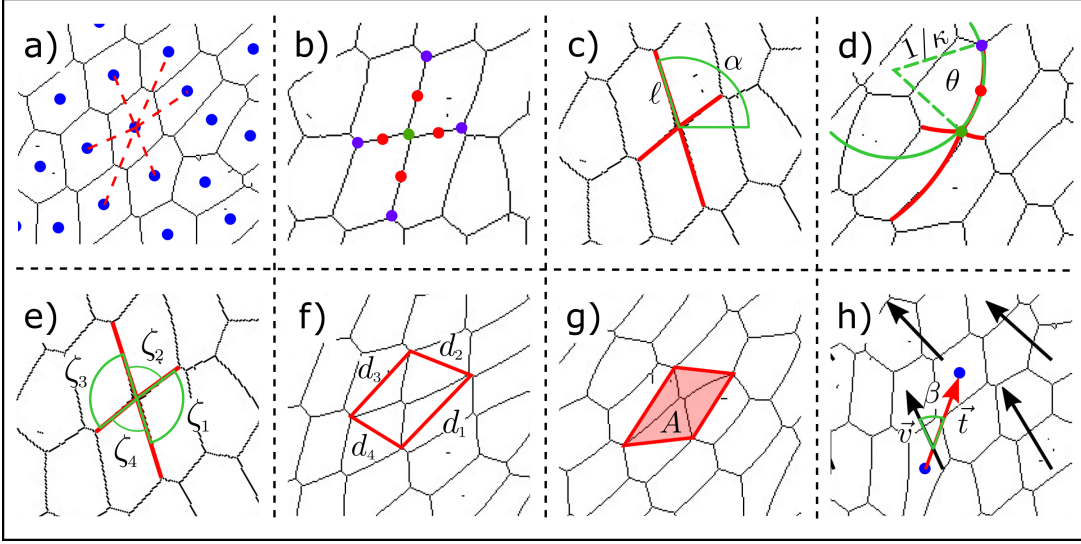 a)
b)
c)
α
ℓ
d)
1/κ
θ
e)
ζ₂
ζ₃
ζ₁
ζ₄
f)
d₂
d₃
d₁
d₄
g)
A
h)
β
v⃗
t⃗